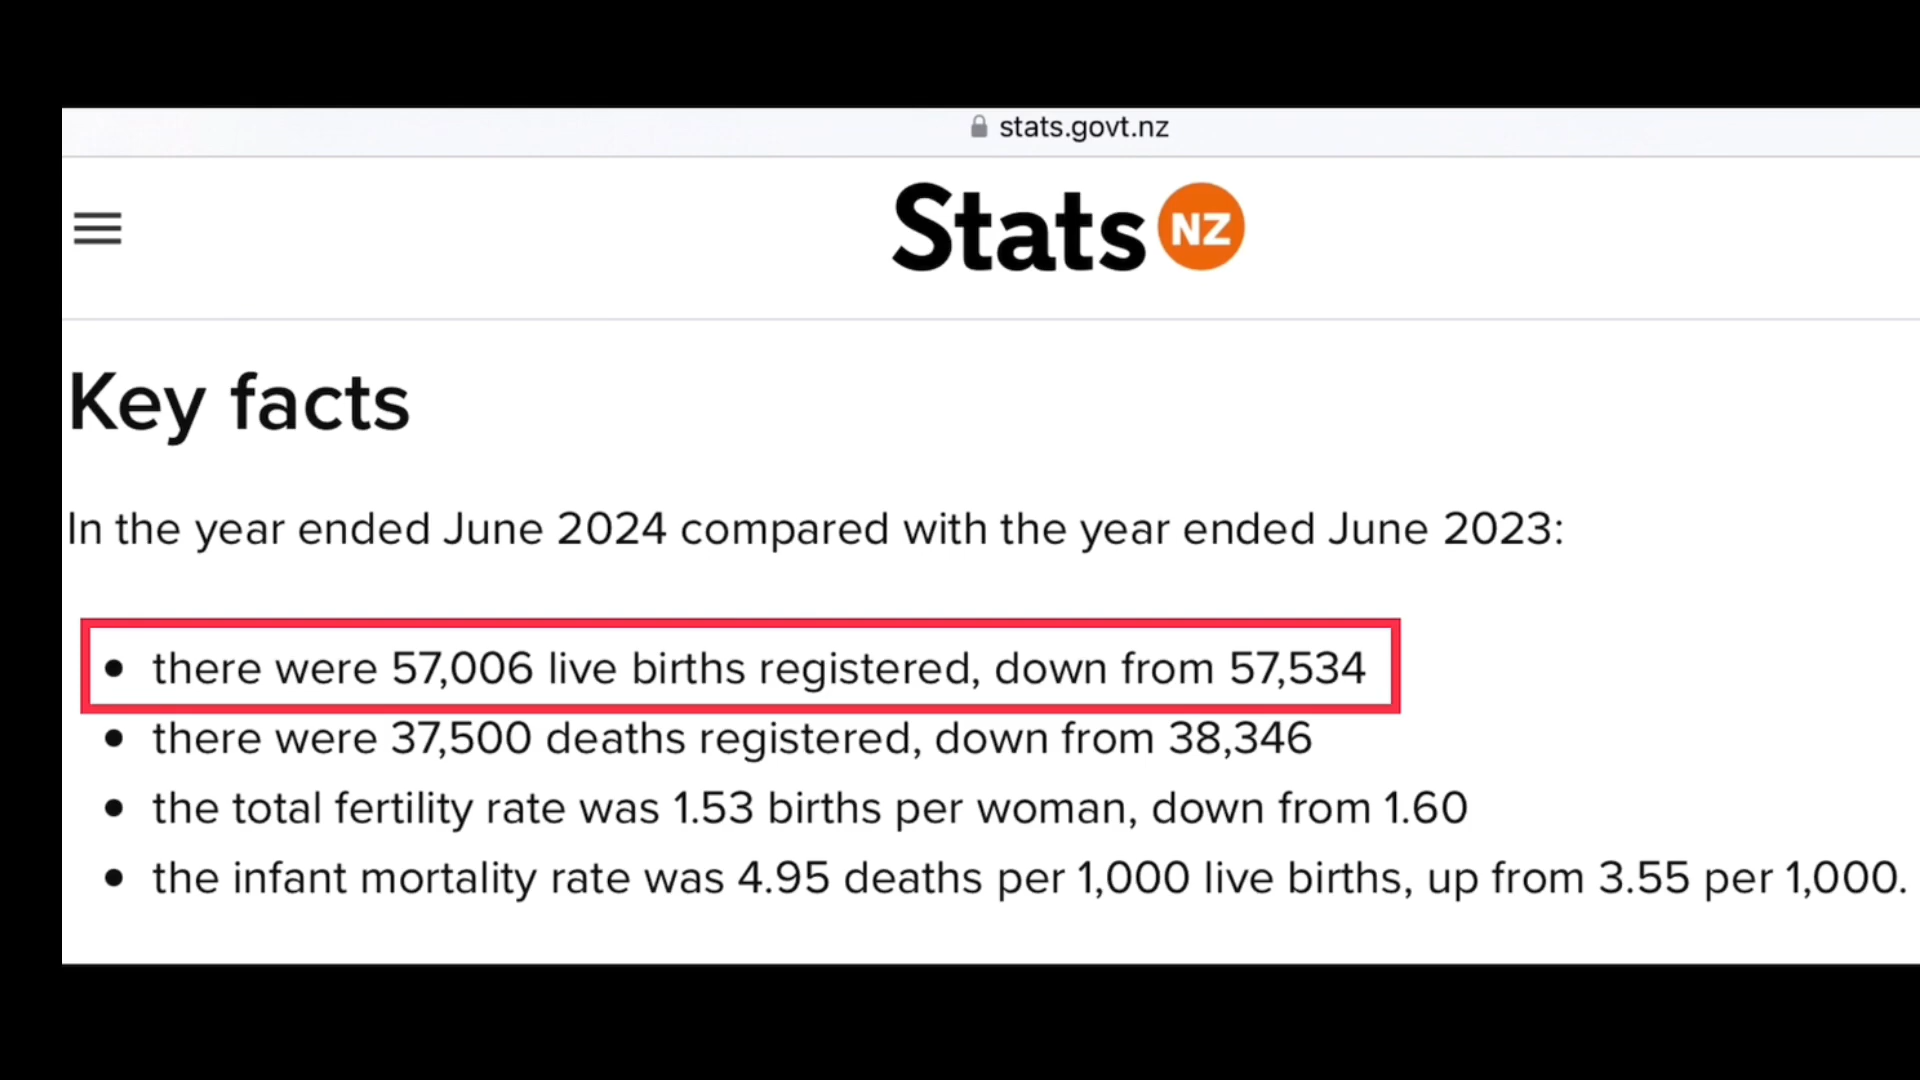 stats.govt.nz
Stats NZ
Key facts
In the year ended June 2024 compared with the year ended June 2023:
• there were 57,006 live births registered, down from 57,534
• there were 37,500 deaths registered, down from 38,346
• the total fertility rate was 1.53 births per woman, down from 1.60
• the infant mortality rate was 4.95 deaths per 1,000 live births, up from 3.55 per 1,000.